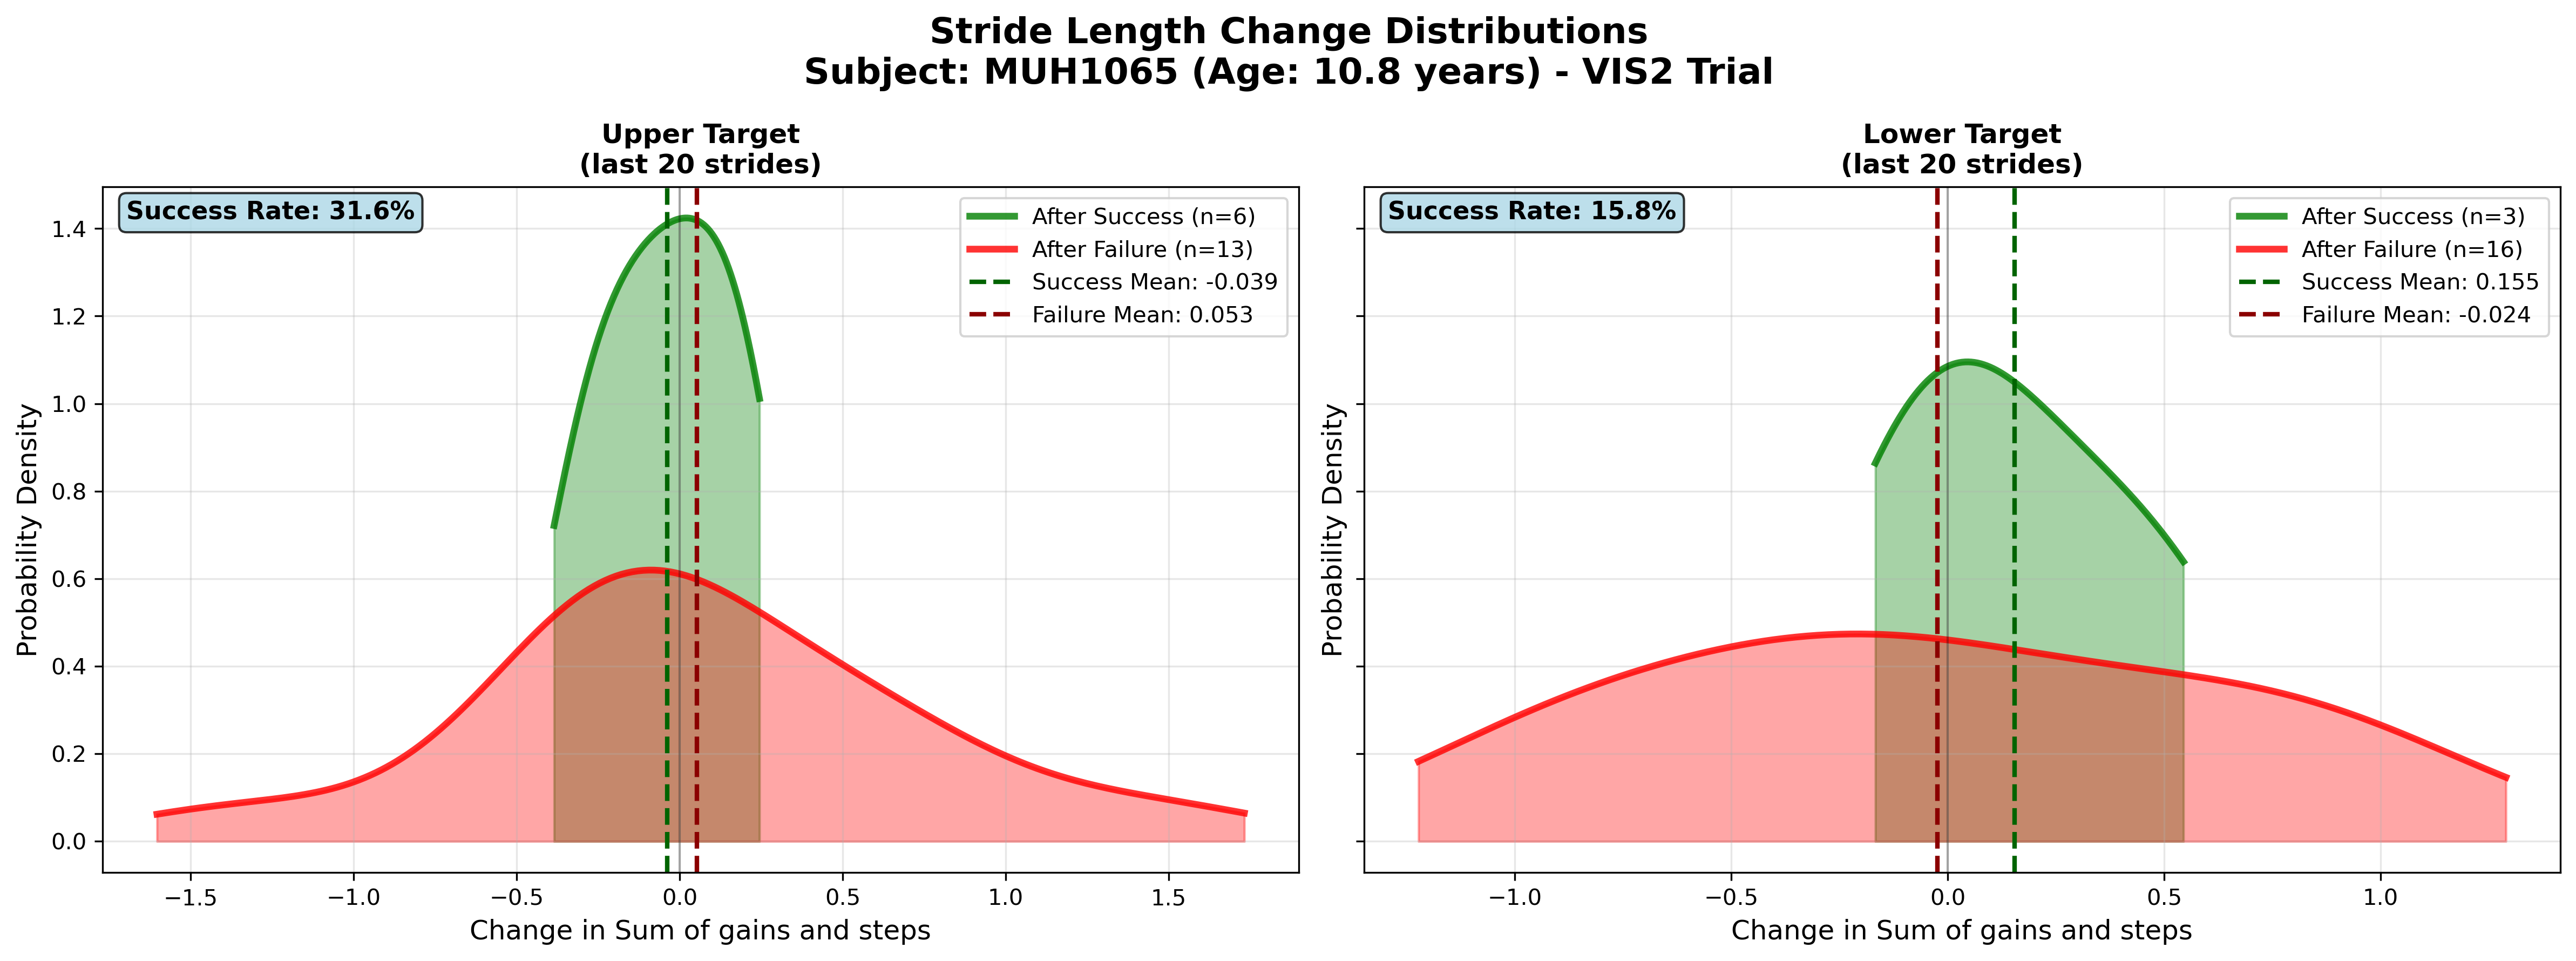 Stride Length Change Distributions
Subject: MUH1065 (Age: 10.8 years) - VIS2 Trial
Upper Target
(last 20 strides)
Success Rate: 31.6%
After Success (n=6)
After Failure (n=13)
Success Mean: -0.039
Failure Mean: 0.053
Probability Density
1.4
1.2
1.0
0.8
0.6
0.4
0.2
0.0
−1.5
−1.0
−0.5
0.0
0.5
1.0
1.5
Change in Sum of gains and steps
Lower Target
(last 20 strides)
Success Rate: 15.8%
After Success (n=3)
After Failure (n=16)
Success Mean: 0.155
Failure Mean: -0.024
Probability Density
−1.0
−0.5
0.0
0.5
1.0
Change in Sum of gains and steps